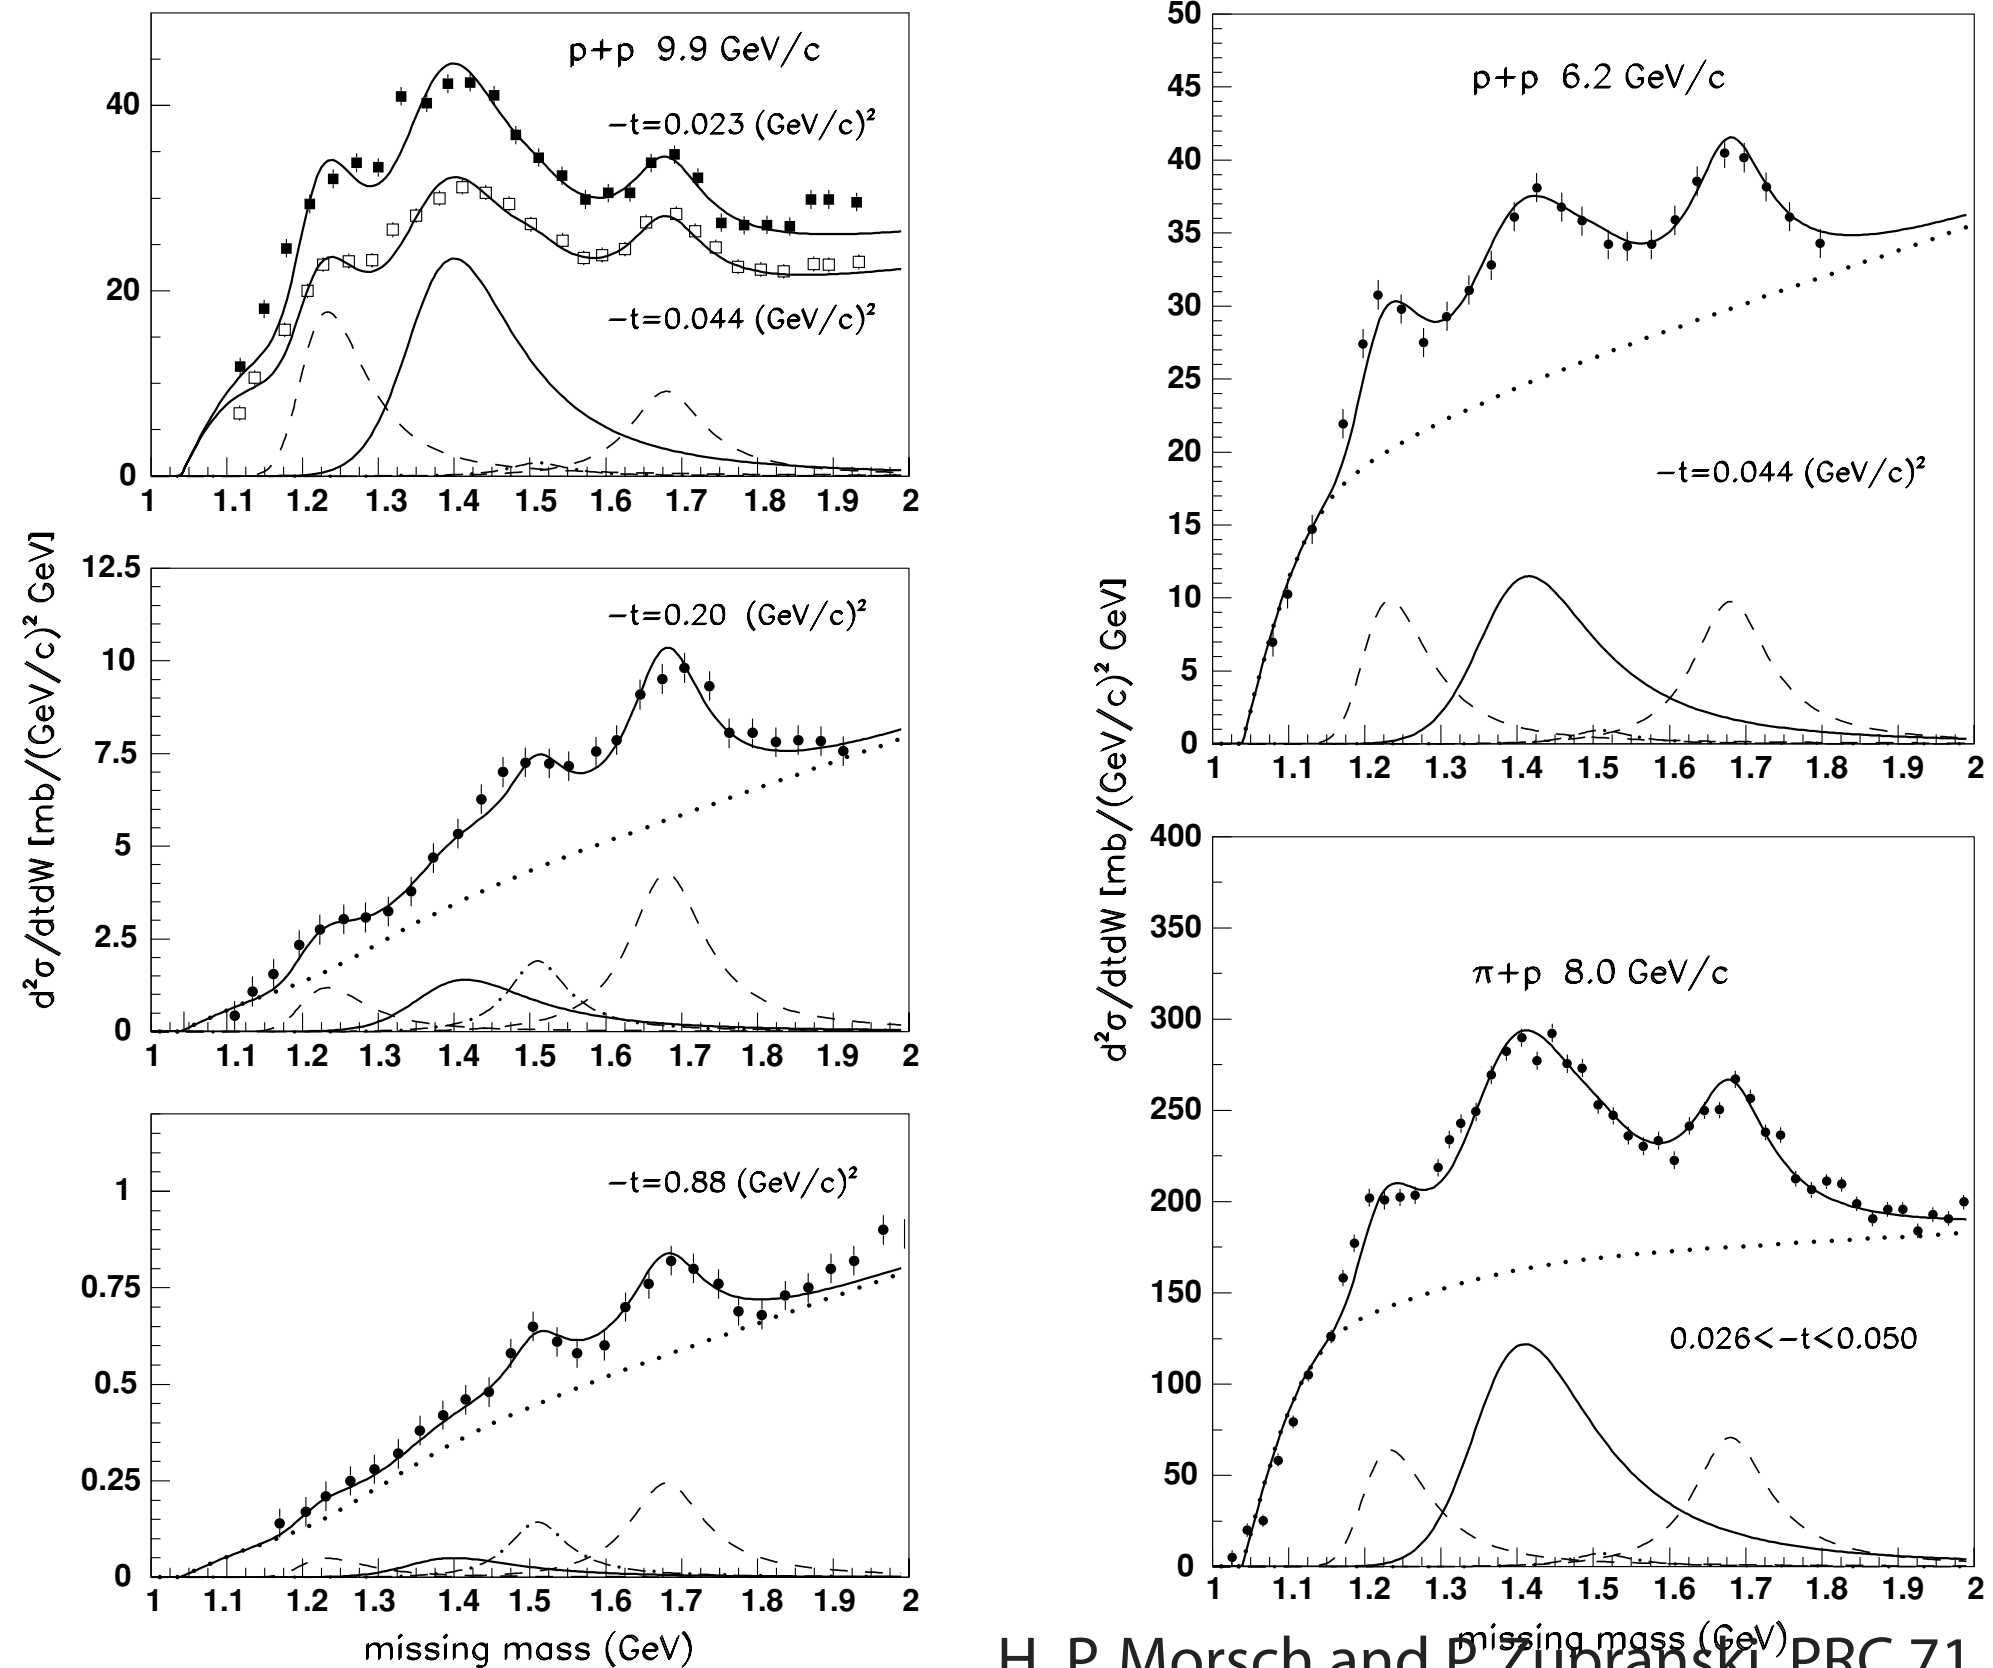 p+p 9.9 GeV/c
−t=0.023 (GeV/c)²
−t=0.044 (GeV/c)²
40
20
0
1 1.1 1.2 1.3 1.4 1.5 1.6 1.7 1.8 1.9 2
d²σ/dtdW [mb/(GeV/c)² GeV]
12.5
−t=0.20 (GeV/c)²
10
7.5
5
2.5
0
1 1.1 1.2 1.3 1.4 1.5 1.6 1.7 1.8 1.9 2
−t=0.88 (GeV/c)²
1
0.75
0.5
0.25
0
1 1.1 1.2 1.3 1.4 1.5 1.6 1.7 1.8 1.9 2
missing mass (GeV)
50
p+p 6.2 GeV/c
45
40
35
30
25
20
−t=0.044 (GeV/c)²
15
10
5
0
1 1.1 1.2 1.3 1.4 1.5 1.6 1.7 1.8 1.9 2
d²σ/dtdW [mb/(GeV/c)² GeV]
400
350
π+p 8.0 GeV/c
300
250
200
150
0.026<−t<0.050
100
50
0
1 1.1 1.2 1.3 1.4 1.5 1.6 1.7 1.8 1.9 2
missing mass (GeV)
H. P. Morsch and P. Zupranski, PRC 71